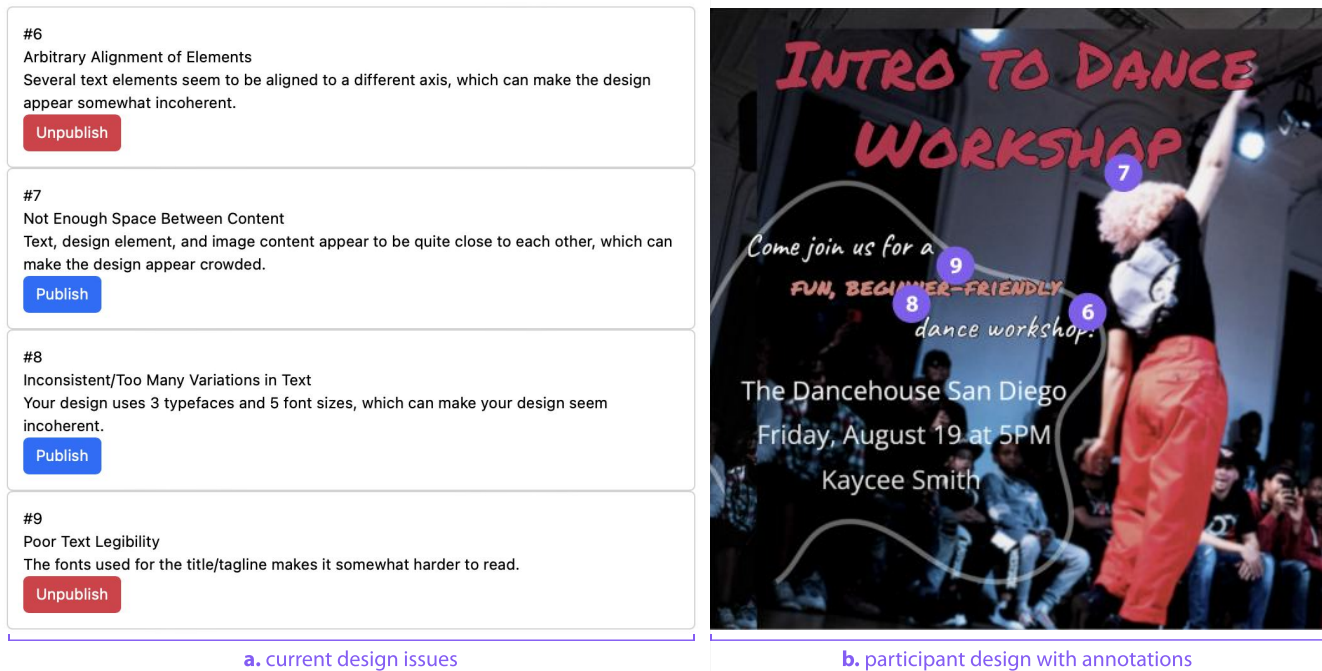 #6
Arbitrary Alignment of Elements
Several text elements seem to be aligned to a different axis, which can make the design
appear somewhat incoherent.
Unpublish
#7
Not Enough Space Between Content
Text, design element, and image content appear to be quite close to each other, which can
make the design appear crowded.
Publish
#8
Inconsistent/Too Many Variations in Text
Your design uses 3 typefaces and 5 font sizes, which can make your design seem
incoherent.
Publish
#9
Poor Text Legibility
The fonts used for the title/tagline makes it somewhat harder to read.
Unpublish
a. current design issues
Intro to Dance
Workshop
7
Come join us for a
9
fun, beginner-friendly
8
6
dance workshop!
The Dancehouse San Diego
Friday, August 19 at 5PM
Kaycee Smith
b. participant design with annotations